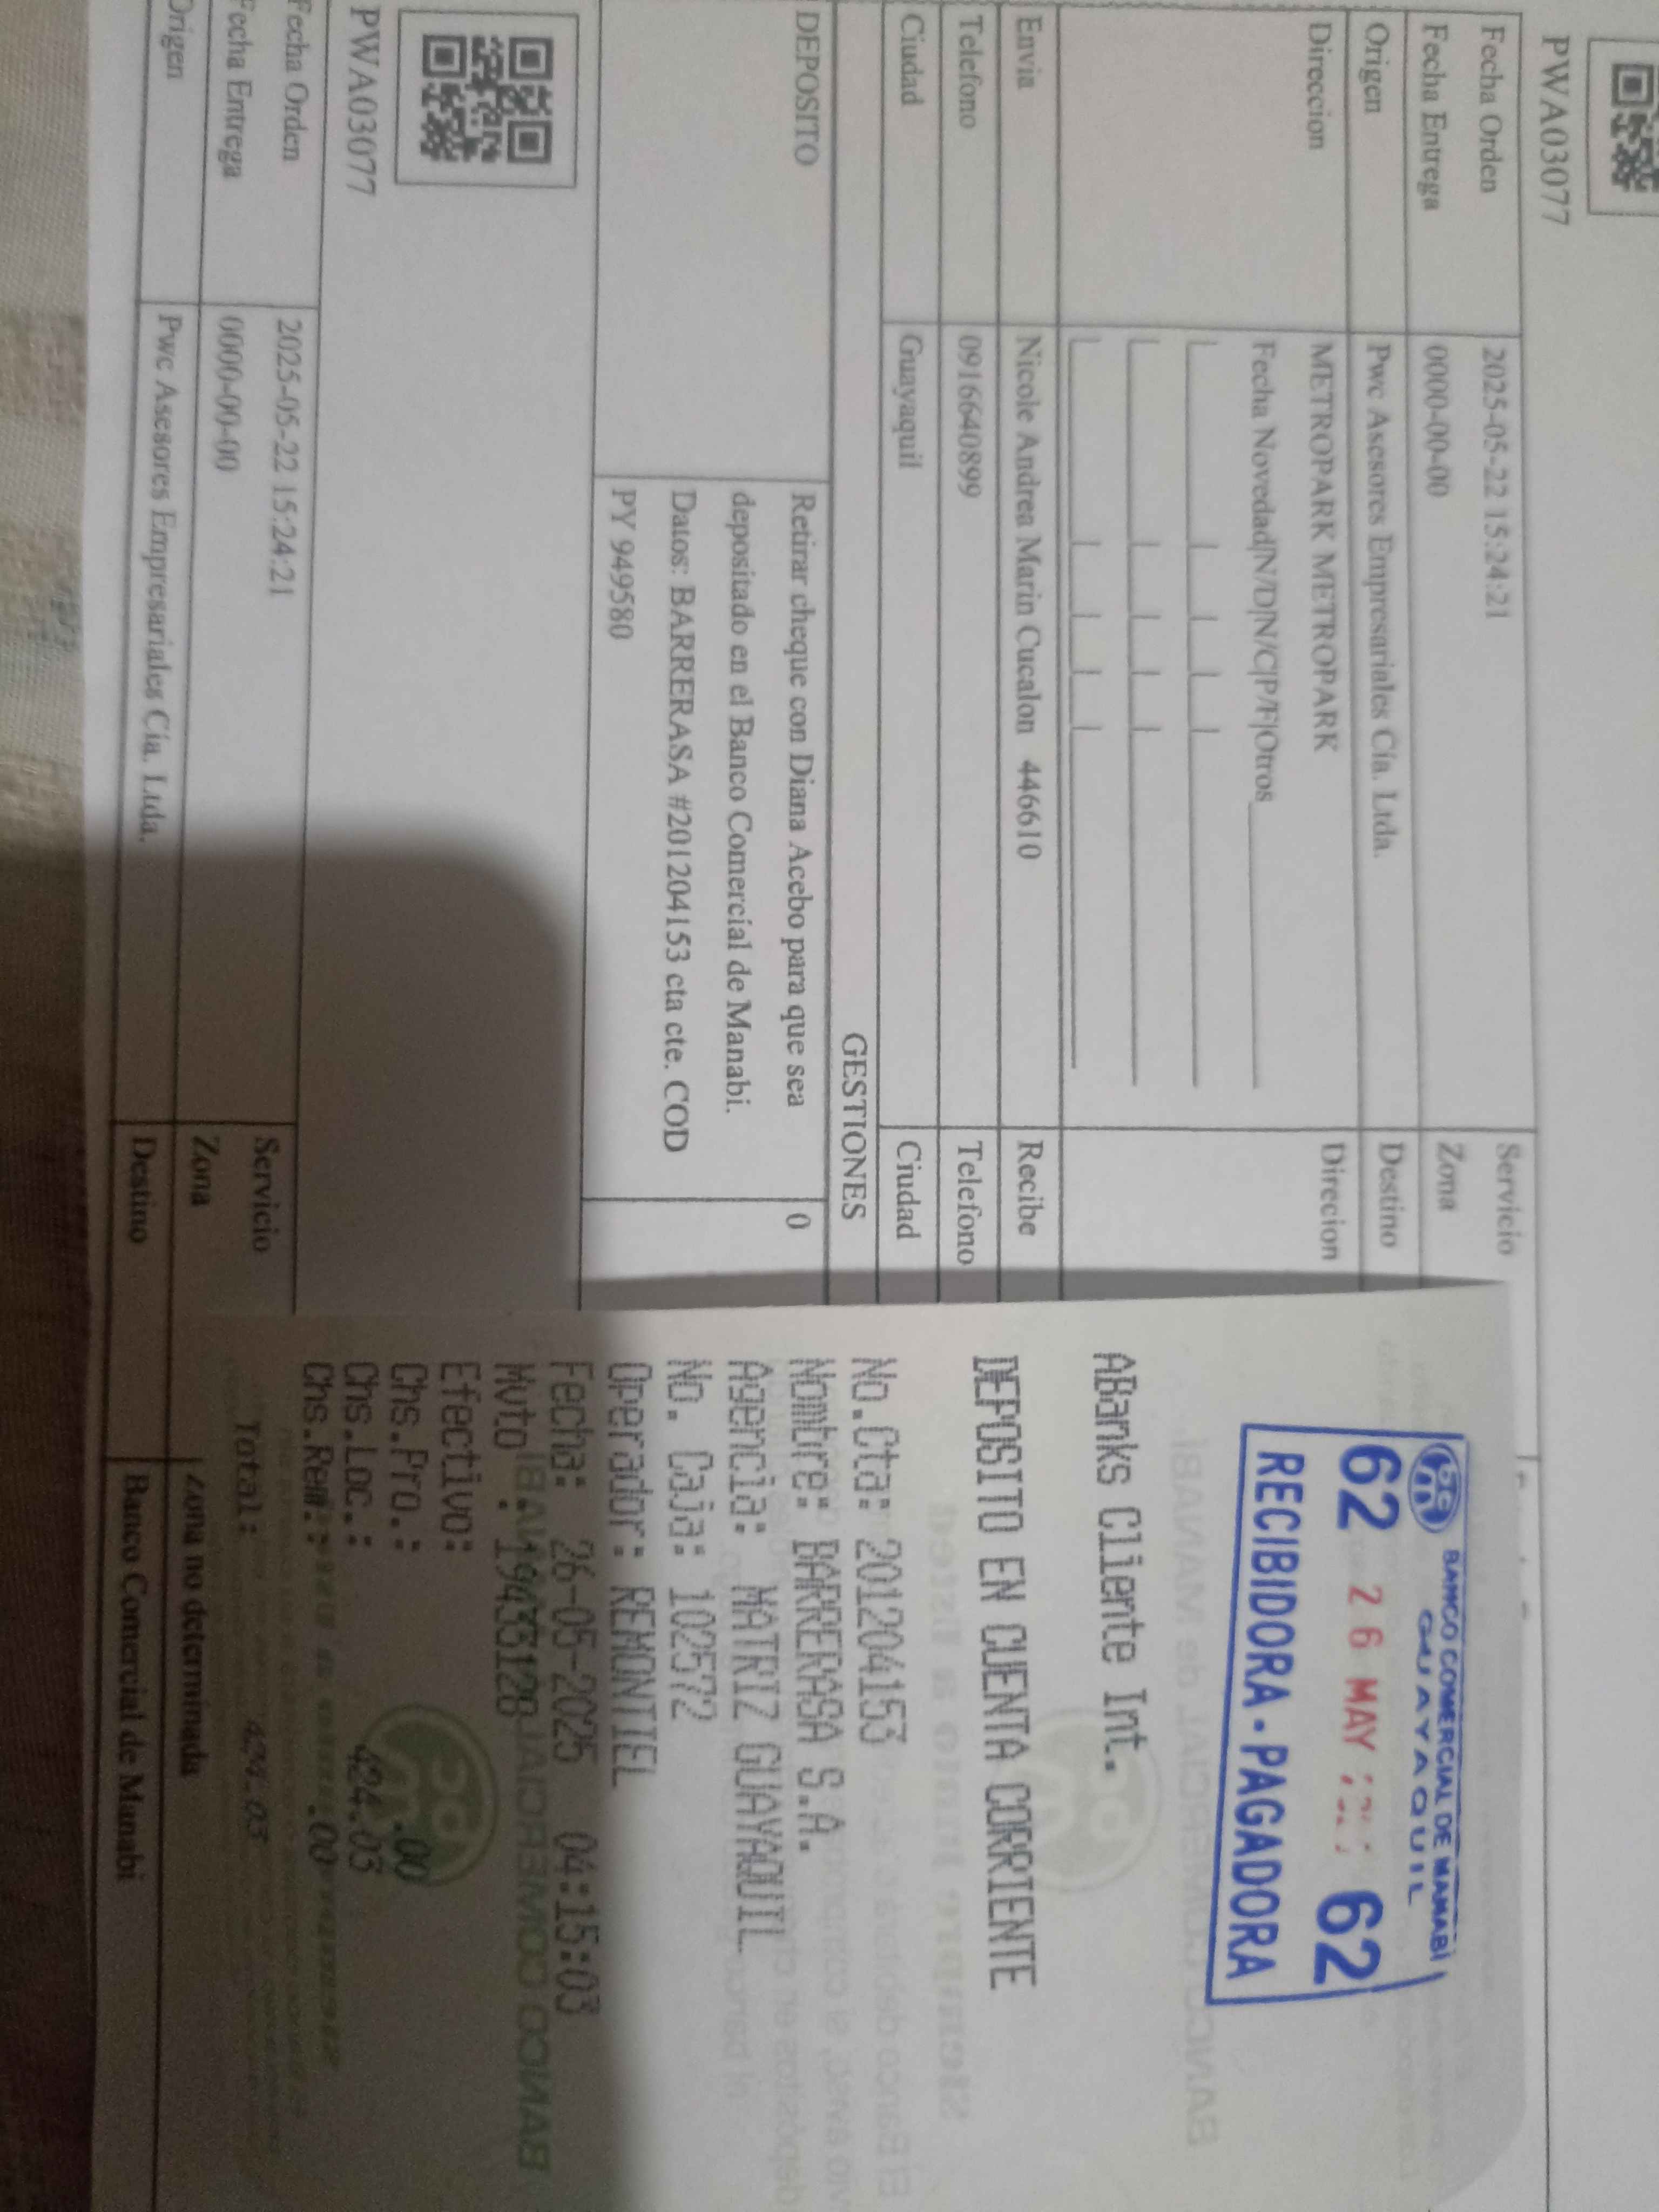 PWA03077
Fecha Orden 2025-05-22 15:24:21 Servicio
Fecha Entrega 0000-00-00 Zona
Origen Pwc Asesores Empresariales Cía. Ltda. Destino
Direccion METROPARK METROPARK Direcion
Fecha Novedad|N/D|N/C|P/F|Otros
Envia Nicole Andrea Marin Cucalon 446610 Recibe
Telefono 0916640899 Telefono
Ciudad Guayaquil Ciudad
GESTIONES
DEPOSITO Retirar cheque con Diana Acebo para que sea 0
depositado en el Banco Comercial de Manabi.
Datos: BARRERASA #201204153 cta cte. COD
PY 949580
PWA03077
Fecha Orden 2025-05-22 15:24:21 Servicio
Fecha Entrega 0000-00-00 Zona Zona no determinada
Origen Pwc Asesores Empresariales Cía. Ltda. Destino Banco Comercial de Manabi
BANCO COMERCIAL DE MANABÍ
GUAYAQUIL
62 26 MAY 62
RECIBIDORA - PAGADORA
ABanks Cliente Int.
DEPOSITO EN CUENTA CORRIENTE
No.Cta: 201204153
Nombre: BARRERASA S.A.
Agencia: MATRIZ GUAYAQUIL
No. Caja: 102572
Operador: REMONTIEL
Fecha: 26-05-2025 04:15:03
Mvto : 19433128
Efectivo:
Chs.Pro.: .00
Chs.Loc.: 424.03
Chs.Rem.: .00
Total: 424.03